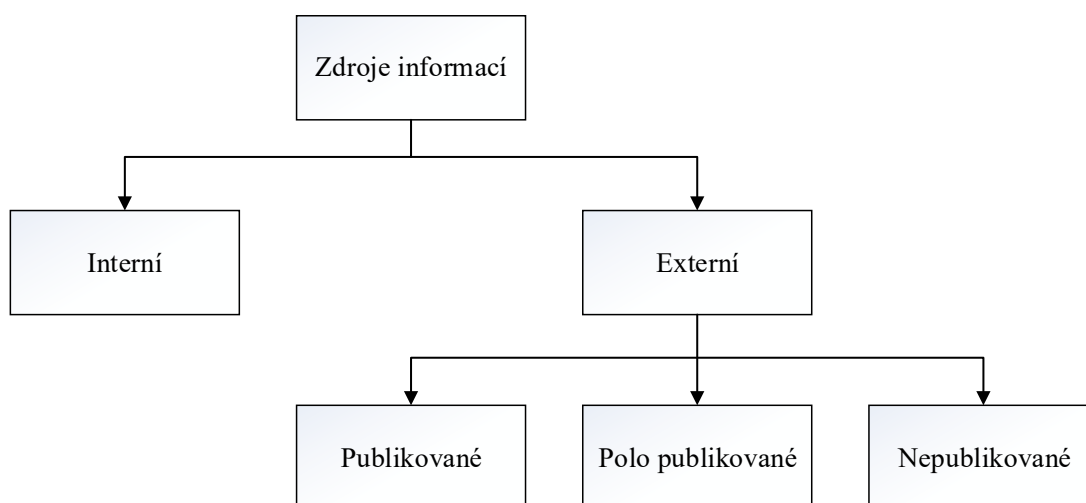 Zdroje informací
Interní
Externí
Publikované
Polo publikované
Nepublikované